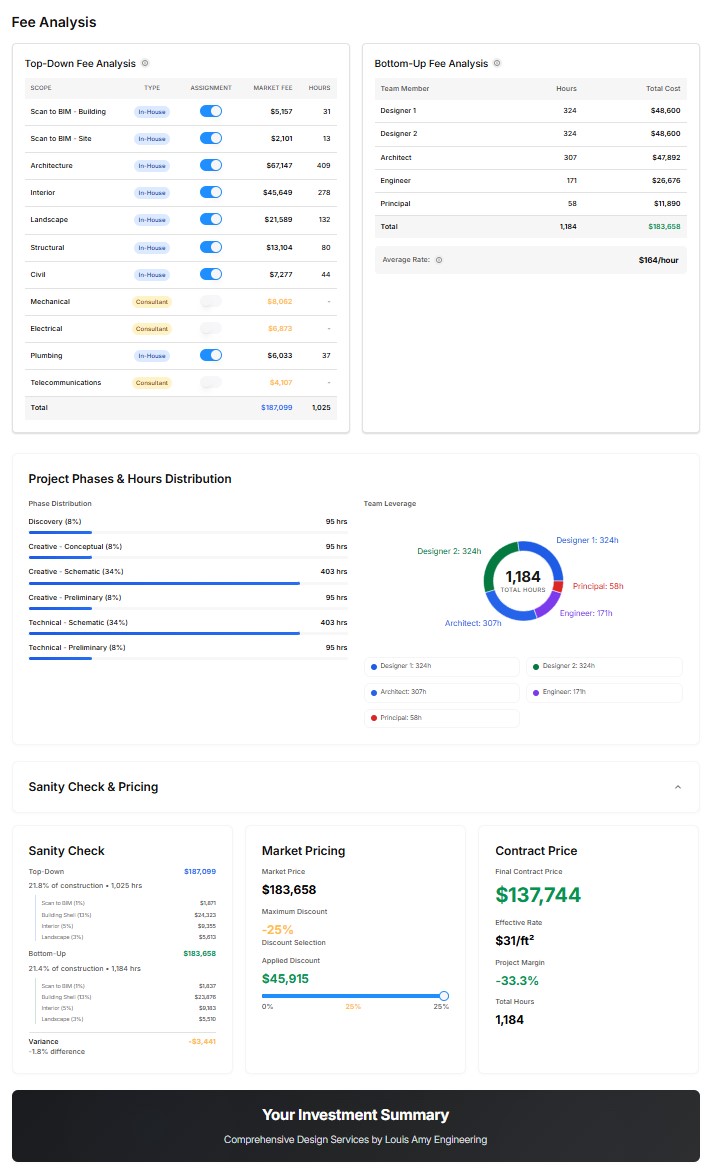 Fee Analysis
Top-Down Fee Analysis
SCOPE TYPE ASSIGNMENT MARKET FEE HOURS
Scan to BIM - Building In-House $5,157 31
Scan to BIM - Site In-House $2,101 13
Architecture In-House $67,147 409
Interior In-House $45,649 278
Landscape In-House $21,589 132
Structural In-House $13,104 80
Civil In-House $7,277 44
Mechanical Consultant $8,062 -
Electrical Consultant $6,873 -
Plumbing In-House $6,033 37
Telecommunications Consultant $4,107 -
Total $187,099 1,025
Bottom-Up Fee Analysis
Team Member Hours Total Cost
Designer 1 324 $48,600
Designer 2 324 $48,600
Architect 307 $47,892
Engineer 171 $26,676
Principal 58 $11,890
Total 1,184 $183,658
Average Rate: $164/hour
Project Phases & Hours Distribution
Phase Distribution
Discovery (8%) 95 hrs
Creative - Conceptual (8%) 95 hrs
Creative - Schematic (34%) 403 hrs
Creative - Preliminary (8%) 95 hrs
Technical - Schematic (34%) 403 hrs
Technical - Preliminary (8%) 95 hrs
Team Leverage
Designer 1: 324h
Designer 2: 324h
1,184
TOTAL HOURS
Principal: 58h
Engineer: 171h
Architect: 307h
Designer 1: 324h Designer 2: 324h
Architect: 307h Engineer: 171h
Principal: 58h
Sanity Check & Pricing
Sanity Check
Top-Down $187,099
21.8% of construction • 1,025 hrs
Scan to BIM (1%) $1,871
Building Shell (13%) $24,323
Interior (5%) $9,355
Landscape (3%) $5,613
Bottom-Up $183,658
21.4% of construction • 1,184 hrs
Scan to BIM (1%) $1,837
Building Shell (13%) $23,876
Interior (5%) $9,183
Landscape (3%) $5,510
Variance -$3,441
-1.8% difference
Market Pricing
Market Price
$183,658
Maximum Discount
-25%
Discount Selection
Applied Discount
$45,915
0% 25% 25%
Contract Price
Final Contract Price
$137,744
Effective Rate
$31/ft²
Project Margin
-33.3%
Total Hours
1,184
Your Investment Summary
Comprehensive Design Services by Louis Amy Engineering